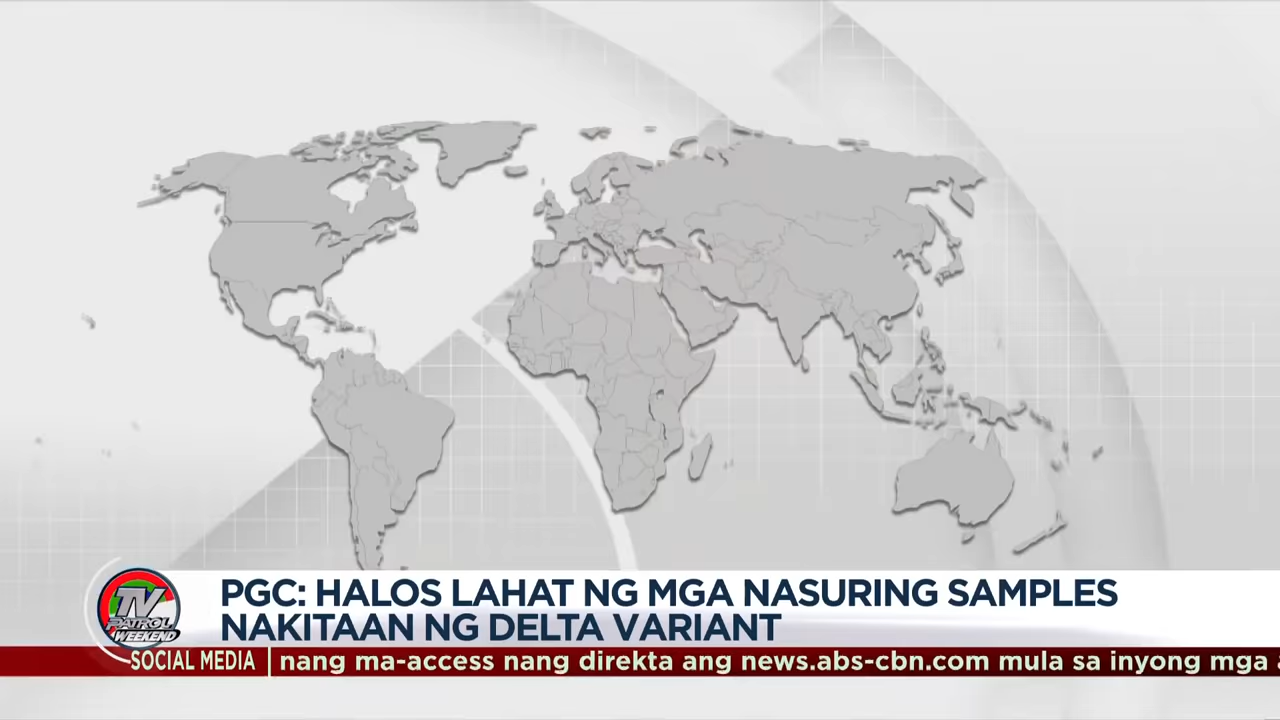 PGC: HALOS LAHAT NG MGA NASURING SAMPLES
NAKITAAN NG DELTA VARIANT
TV
PATROL
WEEKEND
SOCIAL MEDIA
nang ma-access nang direkta ang news.abs-cbn.com mula sa inyong mga